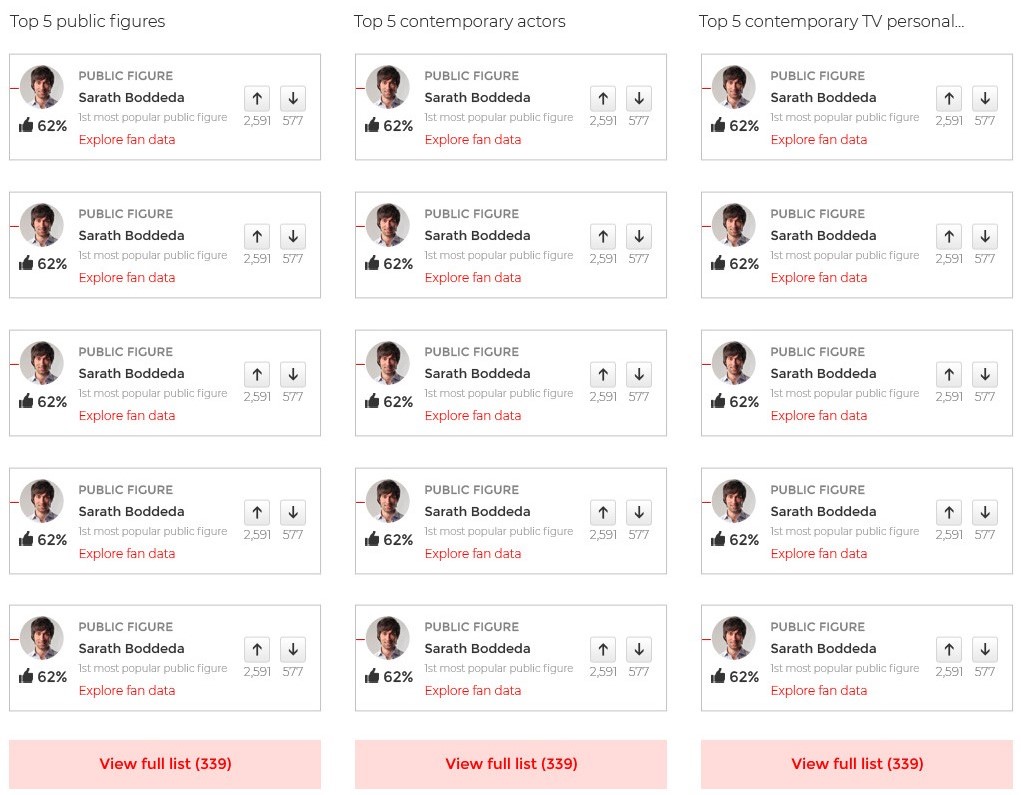 Top 5 public figures
PUBLIC FIGURE
Sarath Boddeda
1st most popular public figure
Explore fan data
62%
2,591 577
PUBLIC FIGURE
Sarath Boddeda
1st most popular public figure
Explore fan data
62%
2,591 577
PUBLIC FIGURE
Sarath Boddeda
1st most popular public figure
Explore fan data
62%
2,591 577
PUBLIC FIGURE
Sarath Boddeda
1st most popular public figure
Explore fan data
62%
2,591 577
PUBLIC FIGURE
Sarath Boddeda
1st most popular public figure
Explore fan data
62%
2,591 577
View full list (339)
Top 5 contemporary actors
PUBLIC FIGURE
Sarath Boddeda
1st most popular public figure
Explore fan data
62%
2,591 577
PUBLIC FIGURE
Sarath Boddeda
1st most popular public figure
Explore fan data
62%
2,591 577
PUBLIC FIGURE
Sarath Boddeda
1st most popular public figure
Explore fan data
62%
2,591 577
PUBLIC FIGURE
Sarath Boddeda
1st most popular public figure
Explore fan data
62%
2,591 577
PUBLIC FIGURE
Sarath Boddeda
1st most popular public figure
Explore fan data
62%
2,591 577
View full list (339)
Top 5 contemporary TV personal...
PUBLIC FIGURE
Sarath Boddeda
1st most popular public figure
Explore fan data
62%
2,591 577
PUBLIC FIGURE
Sarath Boddeda
1st most popular public figure
Explore fan data
62%
2,591 577
PUBLIC FIGURE
Sarath Boddeda
1st most popular public figure
Explore fan data
62%
2,591 577
PUBLIC FIGURE
Sarath Boddeda
1st most popular public figure
Explore fan data
62%
2,591 577
PUBLIC FIGURE
Sarath Boddeda
1st most popular public figure
Explore fan data
62%
2,591 577
View full list (339)